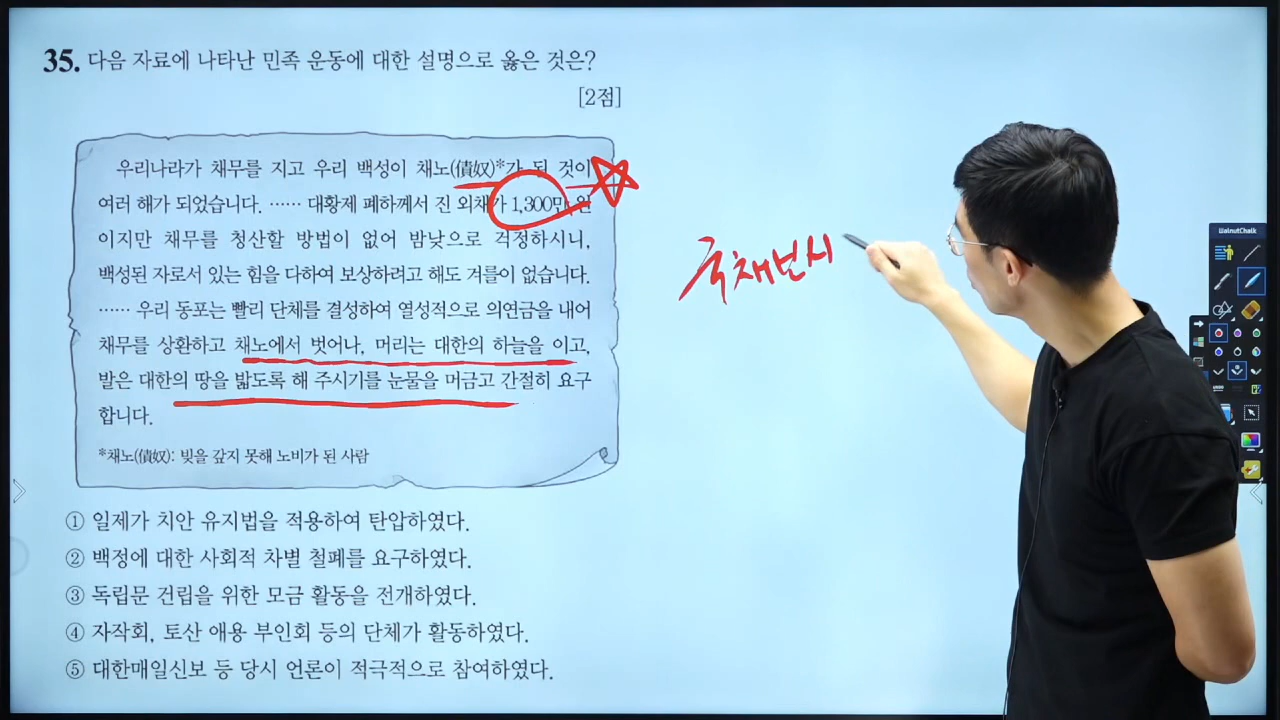 35. 다음 자료에 나타난 민족 운동에 대한 설명으로 옳은 것은?
[2점]
우리나라가 채무를 지고 우리 백성이 채노(債奴)*가 된 것이
여러 해가 되었습니다. …… 대황제 폐하께서 진 외채가 1,300만 원
이지만 채무를 청산할 방법이 없어 밤낮으로 걱정하시니,
백성된 자로서 있는 힘을 다하여 보상하려고 해도 겨를이 없습니다.
…… 우리 동포는 빨리 단체를 결성하여 열성적으로 의연금을 내어
채무를 상환하고 채노에서 벗어나, 머리는 대한의 하늘을 이고,
발은 대한의 땅을 밟도록 해 주시기를 눈물을 머금고 간절히 요구
합니다.
*채노(債奴): 빚을 갚지 못해 노비가 된 사람
① 일제가 치안 유지법을 적용하여 탄압하였다.
② 백정에 대한 사회적 차별 철폐를 요구하였다.
③ 독립문 건립을 위한 모금 활동을 전개하였다.
④ 자작회, 토산 애용 부인회 등의 단체가 활동하였다.
⑤ 대한매일신보 등 당시 언론이 적극적으로 참여하였다.
WalnutChalk